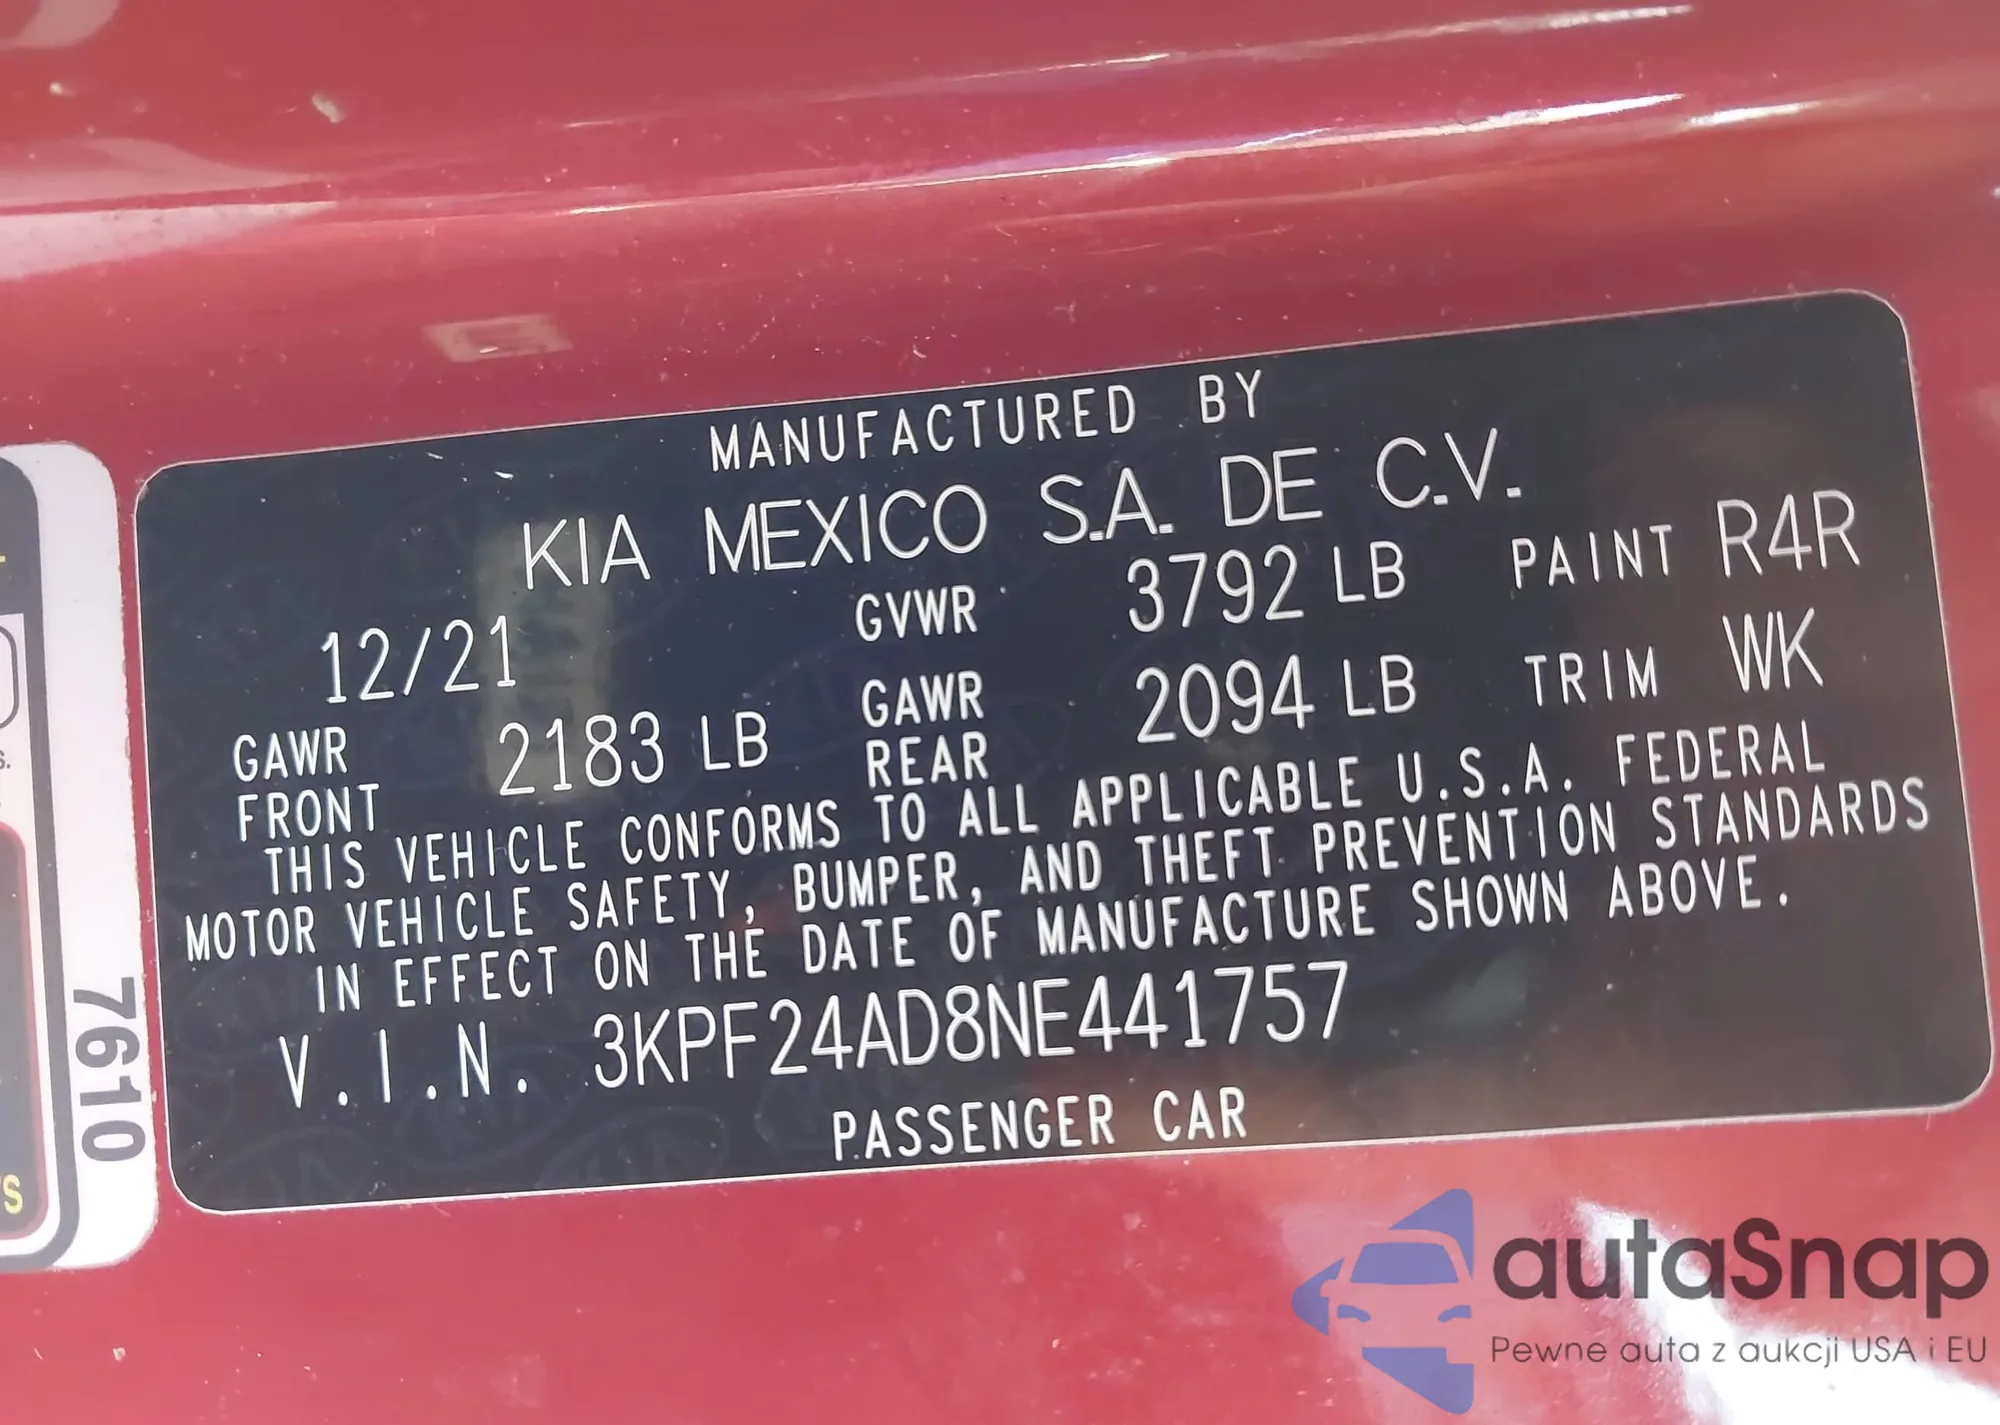 MANUFACTURED BY
KIA MEXICO S.A. DE C.V.
12/21 GVWR 3792 LB PAINT R4R
GAWR FRONT 2183 LB GAWR REAR 2094 LB TRIM WK
THIS VEHICLE CONFORMS TO ALL APPLICABLE U.S.A. FEDERAL
MOTOR VEHICLE SAFETY, BUMPER, AND THEFT PREVENTION STANDARDS
IN EFFECT ON THE DATE OF MANUFACTURE SHOWN ABOVE.
V.I.N. 3KPF24AD8NE441757
PASSENGER CAR
7610
autaSnap
Pewne auta z aukcji USA i EU